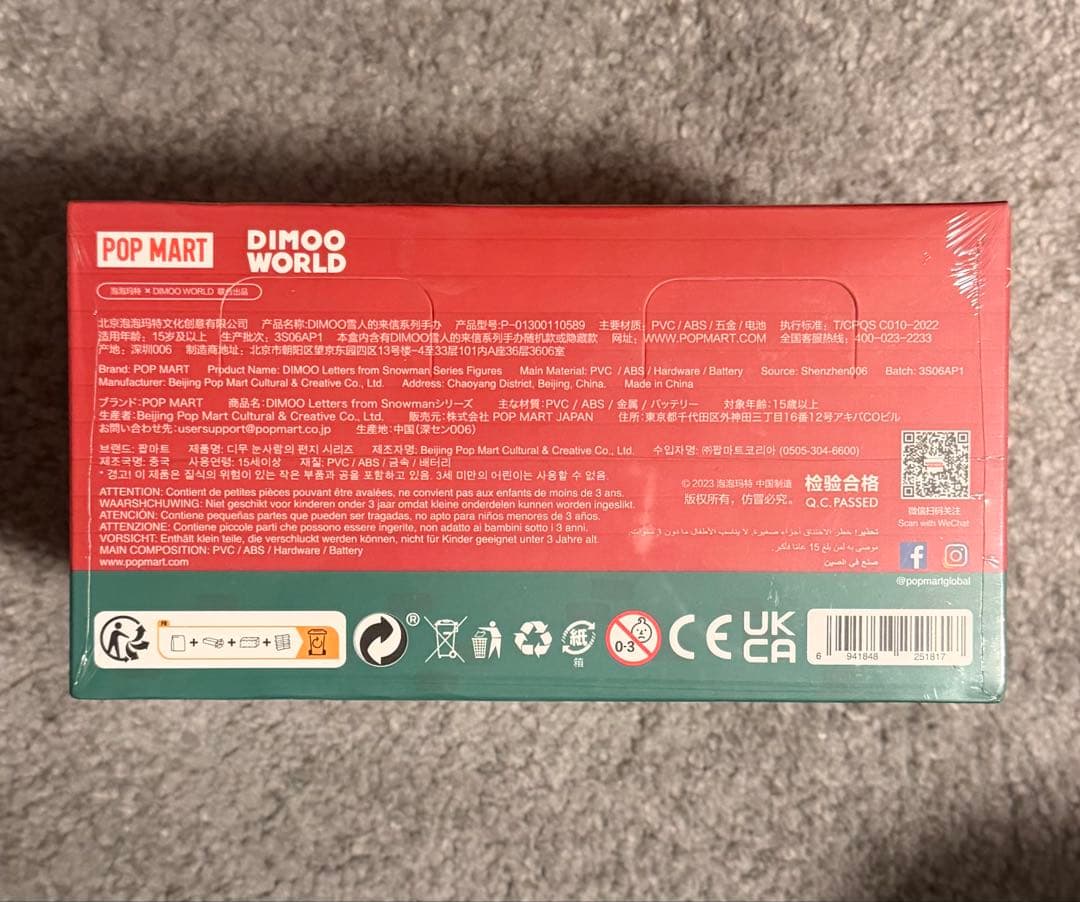 POP MART
DIMOO
WORLD
泡泡玛特 × DIMOO WORLD 联合出品
北京泡泡玛特文化创意有限公司 产品名称:DIMOO雪人的来信系列手办 产品型号:P-01300110589 主要材质: PVC / ABS / 五金 / 电池 执行标准: T/CPQS C010-2022
适用年龄: 15岁及以上 生产批次: 3S06AP1 本盒内含有DIMOO雪人的来信系列手办随机款或隐藏款 网址: WWW.POPMART.COM 全国客服热线: 400-023-2233
产地: 深圳006 制造商地址: 北京市朝阳区望京东园四区13号楼-4至33层101内A座36层3606室
Brand: POP MART Product Name: DIMOO Letters from Snowman Series Figures Main Material: PVC / ABS / Hardware / Battery Source: Shenzhen006 Batch: 3S06AP1
Manufacturer: Beijing Pop Mart Cultural & Creative Co., Ltd. Address: Chaoyang District, Beijing, China. Made in China
ブランド: POP MART 商品名: DIMOO Letters from Snowmanシリーズ 主な材質:PVC / ABS / 金属 / バッテリー 対象年齢: 15歳以上
生産者: Beijing Pop Mart Cultural & Creative Co., Ltd. 販売元: 株式会社 POP MART JAPAN 住所: 東京都千代田区外神田三丁目16番12号アキバCOビル
お問い合わせ先: usersupport@popmart.co.jp 生産地: 中国(深セン006)
브랜드: 팝마트 제품명: 디무 눈사람의 편지 시리즈 제조자명: Beijing Pop Mart Cultural & Creative Co., Ltd. 수입자명: ㈜팝마트코리아 (0505-304-6600)
제조국명: 중국 사용연령: 15세이상 재질: PVC / ABS / 금속 / 배터리
* 경고! 이 제품은 질식의 위험이 있는 작은 부품과 공을 포함하고 있음. 3세 미만의 어린이는 사용할 수 없음.
ATTENTION: Contient de petites pièces pouvant être avalées, ne convient pas aux enfants de moins de 3 ans.
WAARSHCHUWING: Niet geschikt voor kinderen onder 3 jaar omdat kleine onderdelen kunnen worden ingeslikt.
ATENCIÓN: Contiene pequeñas partes que pueden ser tragadas, no apto para niños menores de 3 años.
ATTENZIONE: Contiene piccole parti che possono essere ingerite, non adatto ai bambini sotto i 3 anni.
VORSICHT: Enthält klein teile, die verschluckt werden können, nicht für Kinder geeignet unter 3 Jahre alt.
MAIN COMPOSITION: PVC / ABS / Hardware / Battery
www.popmart.com
© 2023 泡泡玛特 中国制造
版权所有，仿冒必究。
检验合格
Q.C. PASSED
微信扫码关注
Scan with WeChat
تحذير! خطر الاختناق أجزاء صغيرة. لا يناسب الأطفال ما دون 3 سنوات.
موصى به لمن بلغ 15 عامًا فأكبر.
صنع في الصين
@popmartglobal
FR
+ + +
®
紙
箱
0-3
CE
UK
CA
6 941848 251817